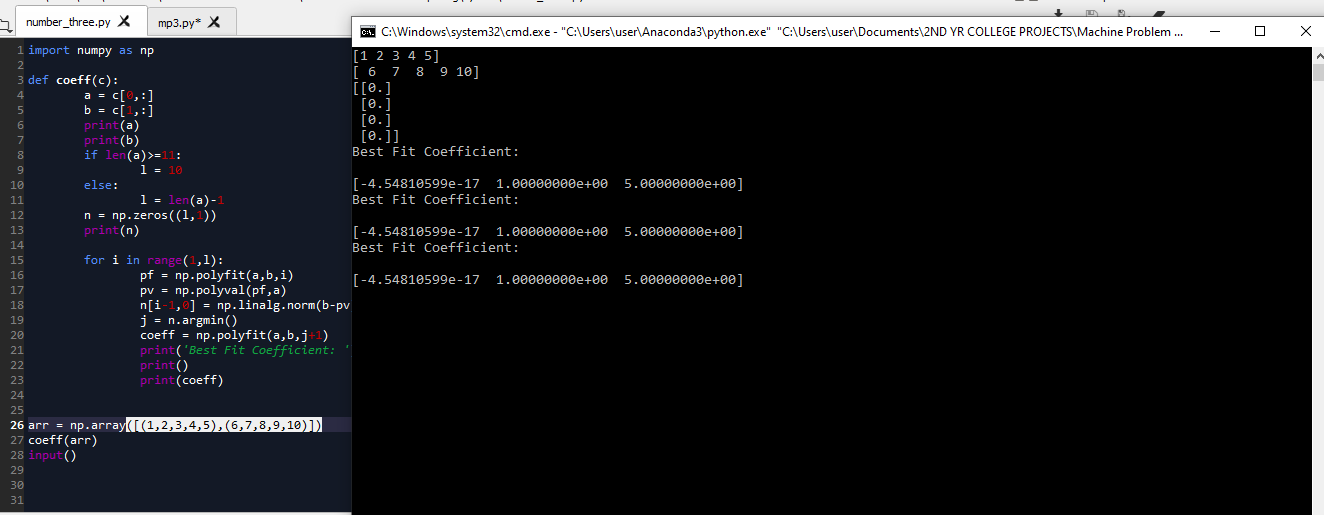 number_three.py
mp3.py*
1 import numpy as np
2
3 def coeff(c):
4 a = c[0,:]
5 b = c[1,:]
6 print(a)
7 print(b)
8 if len(a)>=11:
9 l = 10
10 else:
11 l = len(a)-1
12 n = np.zeros((l,1))
13 print(n)
14
15 for i in range(1,l):
16 pf = np.polyfit(a,b,i)
17 pv = np.polyval(pf,a)
18 n[i-1,0] = np.linalg.norm(b-pv
19 j = n.argmin()
20 coeff = np.polyfit(a,b,j+1)
21 print('Best Fit Coefficient: '
22 print()
23 print(coeff)
24
25
26 arr = np.array([(1,2,3,4,5),(6,7,8,9,10)])
27 coeff(arr)
28 input()
29
30
31
C:\Windows\system32\cmd.exe - "C:\Users\user\Anaconda3\python.exe" "C:\Users\user\Documents\2ND YR COLLEGE PROJECTS\Machine Problem ...
[1 2 3 4 5]
[ 6 7 8 9 10]
[[0.]
[0.]
[0.]
[0.]]
Best Fit Coefficient:
[-4.54810599e-17 1.00000000e+00 5.00000000e+00]
Best Fit Coefficient:
[-4.54810599e-17 1.00000000e+00 5.00000000e+00]
Best Fit Coefficient:
[-4.54810599e-17 1.00000000e+00 5.00000000e+00]